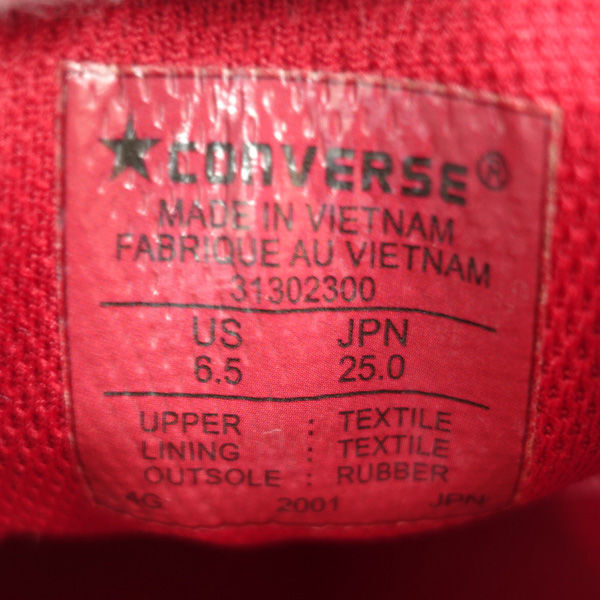 ★CONVERSE®
MADE IN VIETNAM
FABRIQUE AU VIETNAM
31302300
US JPN
6.5 25.0
UPPER : TEXTILE
LINING : TEXTILE
OUTSOLE : RUBBER
4G 2001 JPN